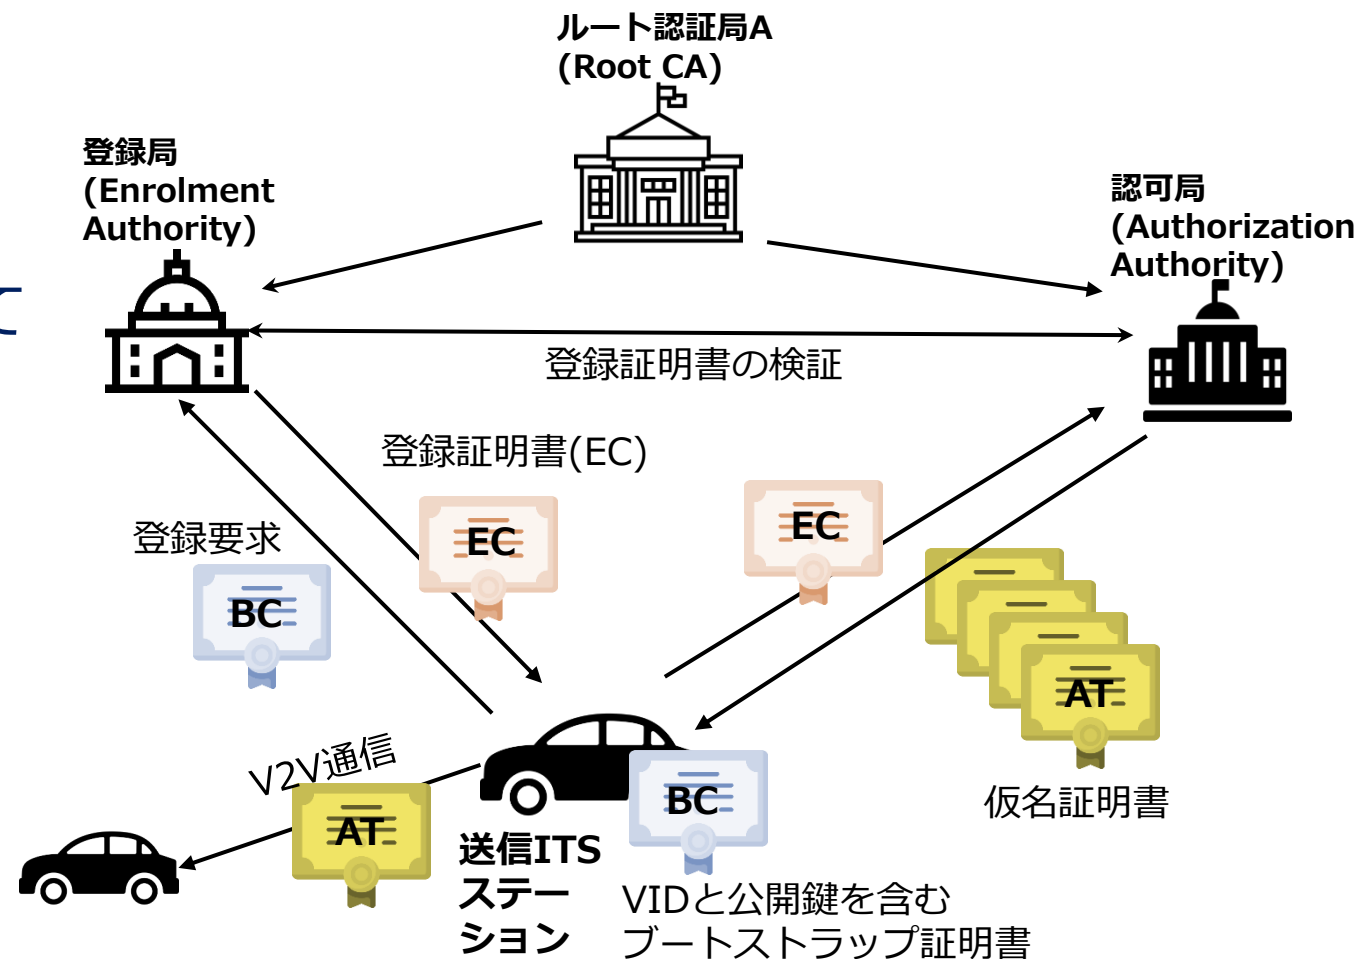 ルート認証局A
(Root CA)
登録局
(Enrolment
Authority)
認可局
(Authorization
Authority)
登録証明書の検証
登録証明書(EC)
登録要求
EC
EC
BC
AT
V2V通信
AT
BC
仮名証明書
送信ITS
ステー
ション
VIDと公開鍵を含む
ブートストラップ証明書